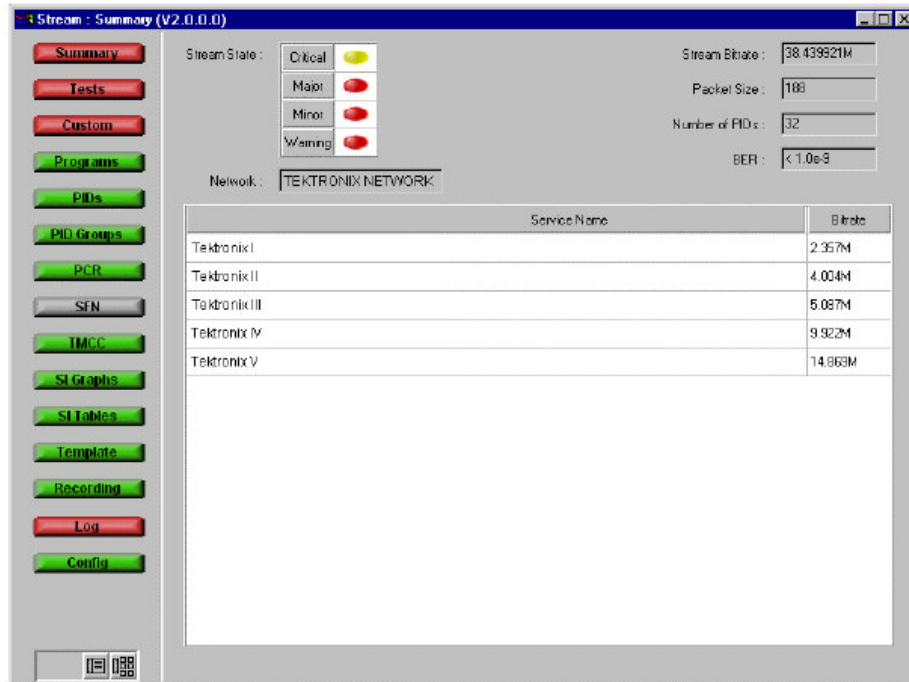 Stream : Summary (V2.0.0.0)
Summary
Tests
Custom
Programs
PIDs
PID Groups
PCR
SFN
TMCC
SI Graphs
SI Tables
Template
Recording
Log
Config
Stream State :
Critical
Major
Minor
Warning
Network :
TEKTRONIX NETWORK
Stream Bitrate :
38.439921M
Packet Size :
188
Number of PIDs :
32
BER :
< 1.0e-9
Service Name Bitrate
Tektronix I 2.357M
Tektronix II 4.004M
Tektronix III 5.087M
Tektronix IV 9.922M
Tektronix V 14.869M